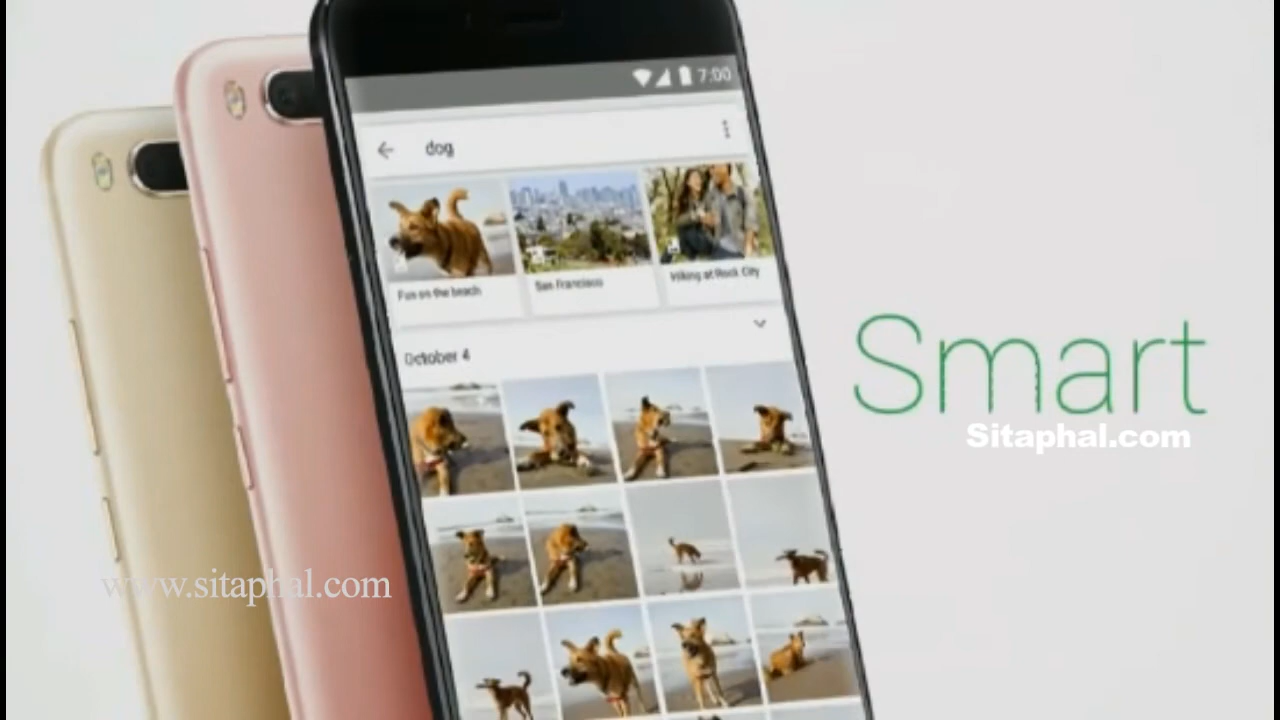 7:00
dog
Fun on the beach
San Francisco
Hiking at Rock City
October 4
Smart
Sitaphal.com
www.sitaphal.com